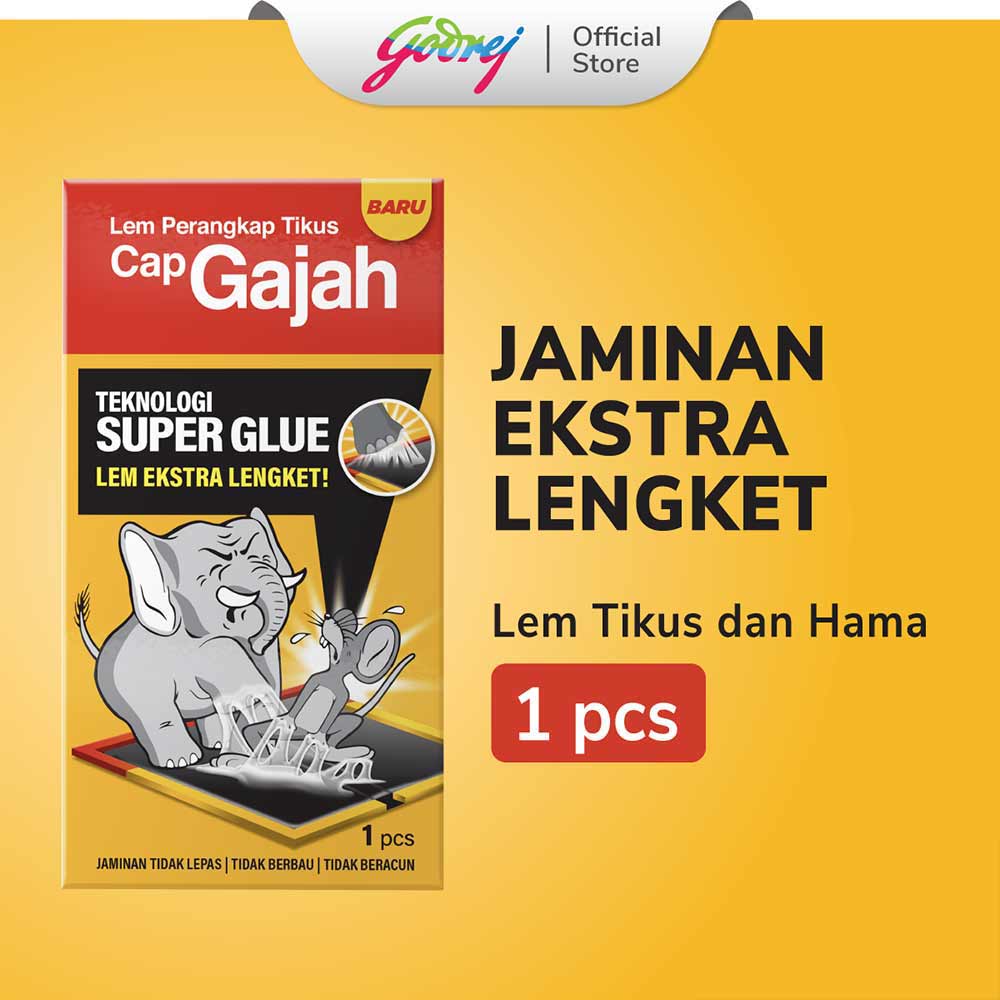 Godrej
Official
Store
BARU
Lem Perangkap Tikus
Cap Gajah
TEKNOLOGI
SUPER GLUE
LEM EKSTRA LENGKET!
1 pcs
JAMINAN TIDAK LEPAS | TIDAK BERBAU | TIDAK BERACUN
JAMINAN
EKSTRA
LENGKET
Lem Tikus dan Hama
1 pcs